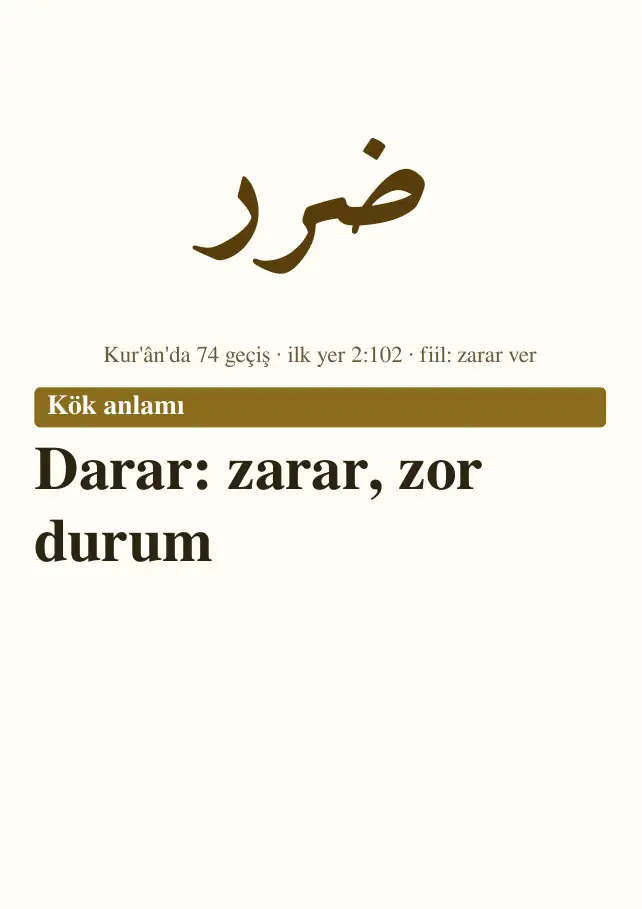 ضرر
Kur'ân'da 74 geçiş · ilk yer 2:102 · fiil: zarar ver
Kök anlamı
Darar: zarar, zor
durum